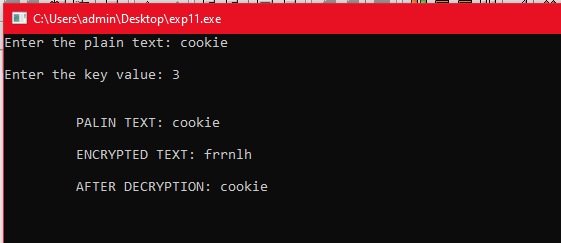 C:\Users\admin\Desktop\exp11.exe
Enter the plain text: cookie
Enter the key value: 3
PALIN TEXT: cookie
ENCRYPTED TEXT: frrnlh
AFTER DECRYPTION: cookie